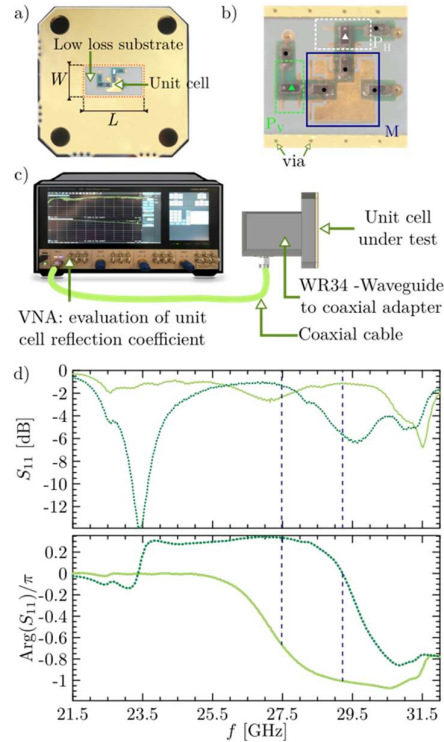 a)
Low loss substrate
W
Unit cell
L
b)
P_H
P_V
M
via
c)
Unit cell
under test
WR34 -Waveguide
to coaxial adapter
Coaxial cable
VNA: evaluation of unit
cell reflection coefficient
d)
S₁₁ [dB]
0
-2
-4
-6
-8
-10
-12
Arg(S₁₁)/π
0.2
0
-0.2
-0.4
-0.6
-0.8
-1
21.5 23.5 25.5 27.5 29.5 31.5
f [GHz]